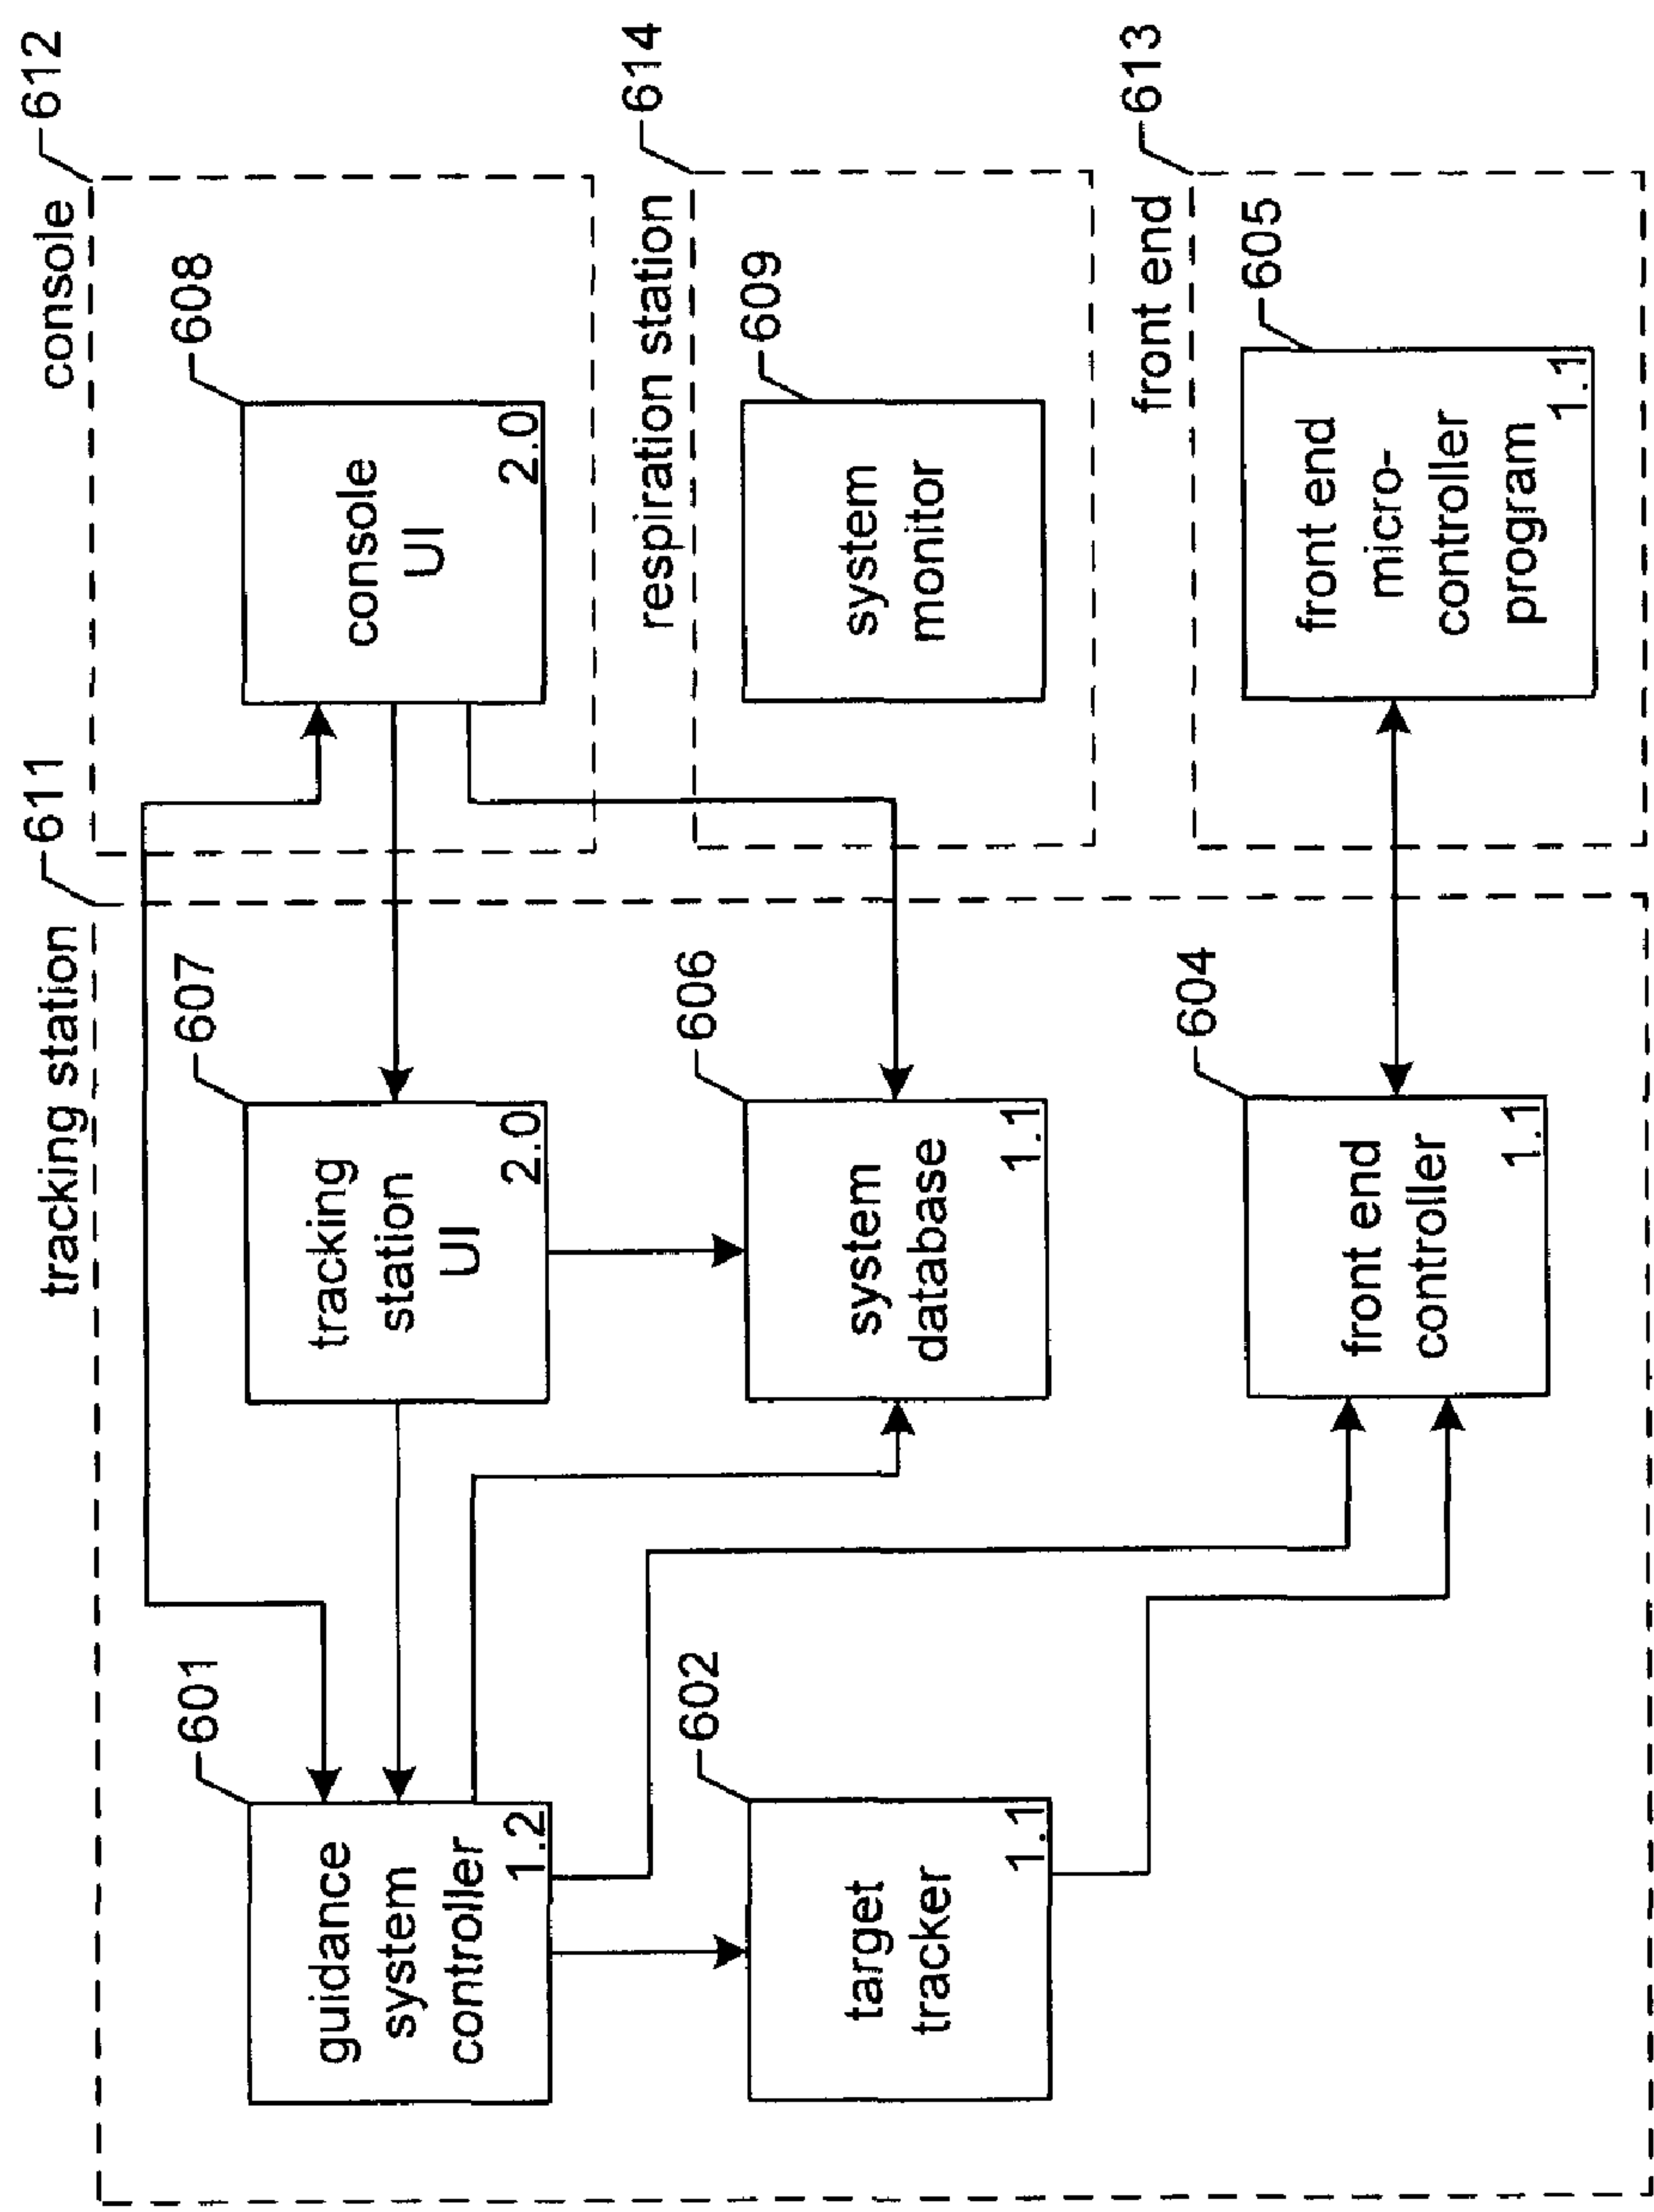 tracking station
611
console
612
601
guidance
system
controller
1.2
607
tracking
station
UI
2.0
608
console
UI
2.0
respiration station
614
602
target
tracker
1.1
606
system
database
1.1
609
system
monitor
front end
613
604
front end
controller
1.1
605
front end
micro-
controller
program
1.1